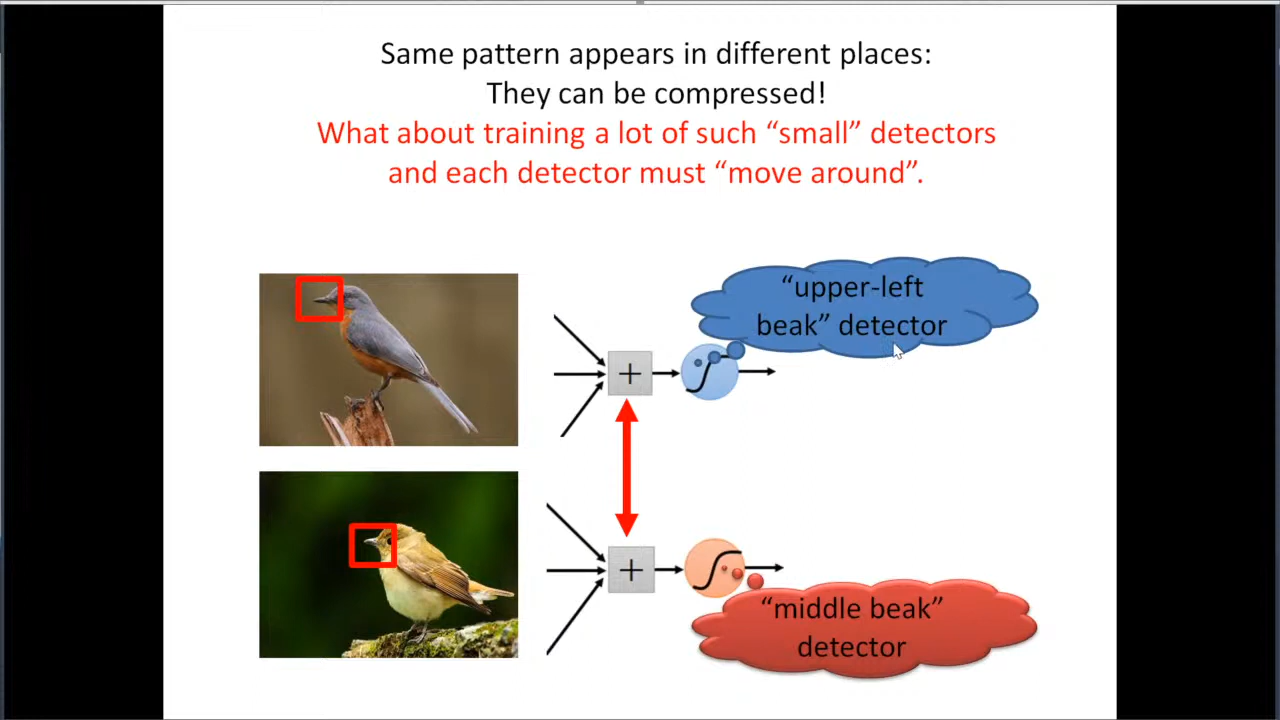 Same pattern appears in different places:
They can be compressed!
What about training a lot of such “small” detectors
and each detector must “move around”.
“upper-left
beak” detector
+
+
“middle beak”
detector